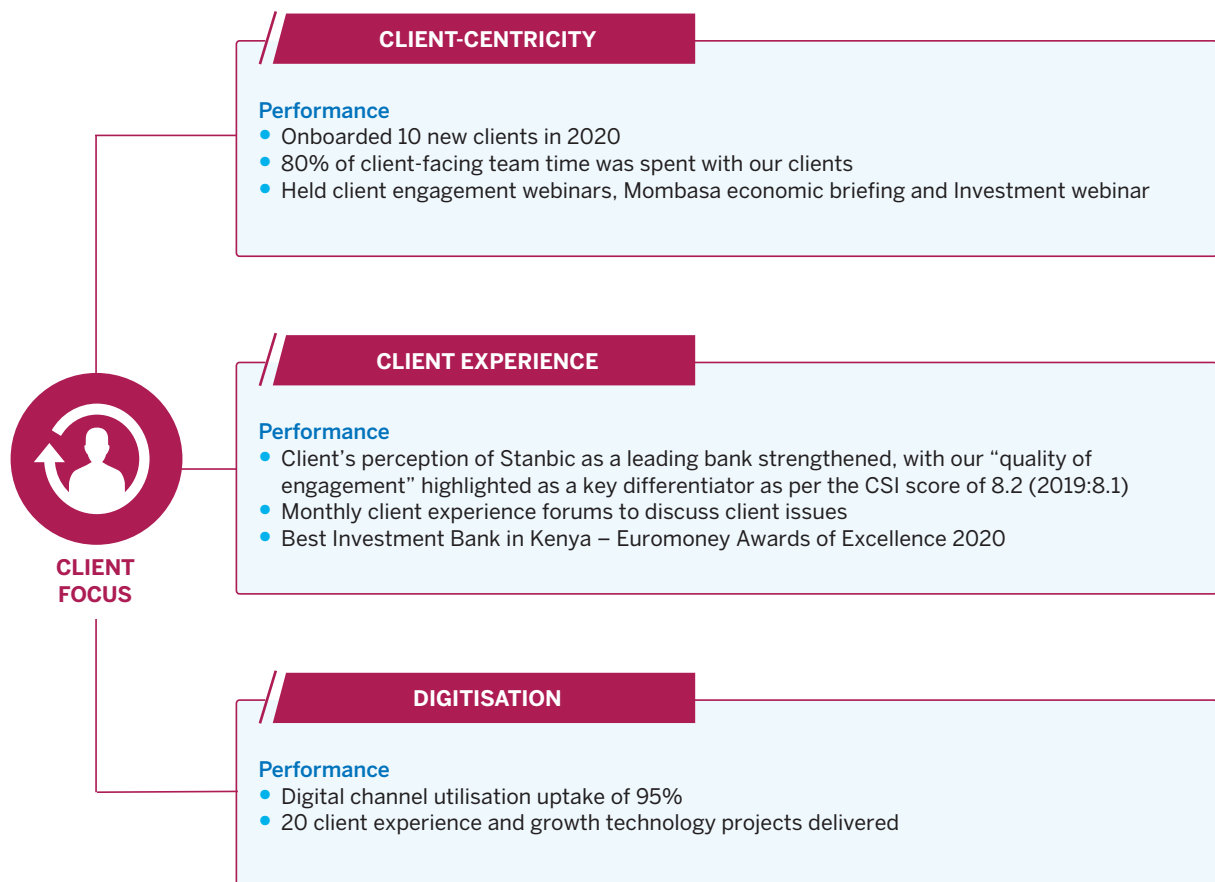 CLIENT-CENTRICITY
Performance
• Onboarded 10 new clients in 2020
• 80% of client-facing team time was spent with our clients
• Held client engagement webinars, Mombasa economic briefing and Investment webinar
CLIENT FOCUS
CLIENT EXPERIENCE
Performance
• Client's perception of Stanbic as a leading bank strengthened, with our “quality of
engagement” highlighted as a key differentiator as per the CSI score of 8.2 (2019:8.1)
• Monthly client experience forums to discuss client issues
• Best Investment Bank in Kenya – Euromoney Awards of Excellence 2020
DIGITISATION
Performance
• Digital channel utilisation uptake of 95%
• 20 client experience and growth technology projects delivered